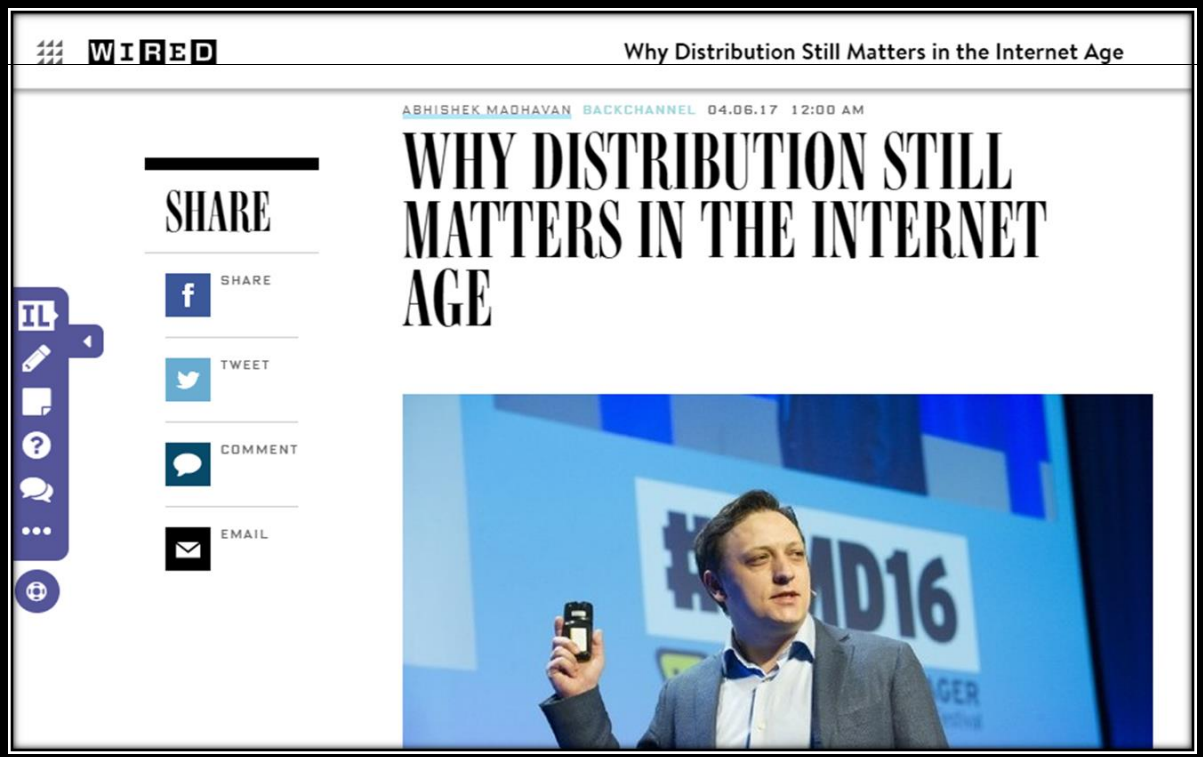 WIRED
Why Distribution Still Matters in the Internet Age
ABHISHEK MADHAVAN BACKCHANNEL 04.06.17 12:00 AM
WHY DISTRIBUTION STILL
MATTERS IN THE INTERNET
AGE
SHARE
f SHARE
TWEET
COMMENT
EMAIL
IL
?
MD16
AGER